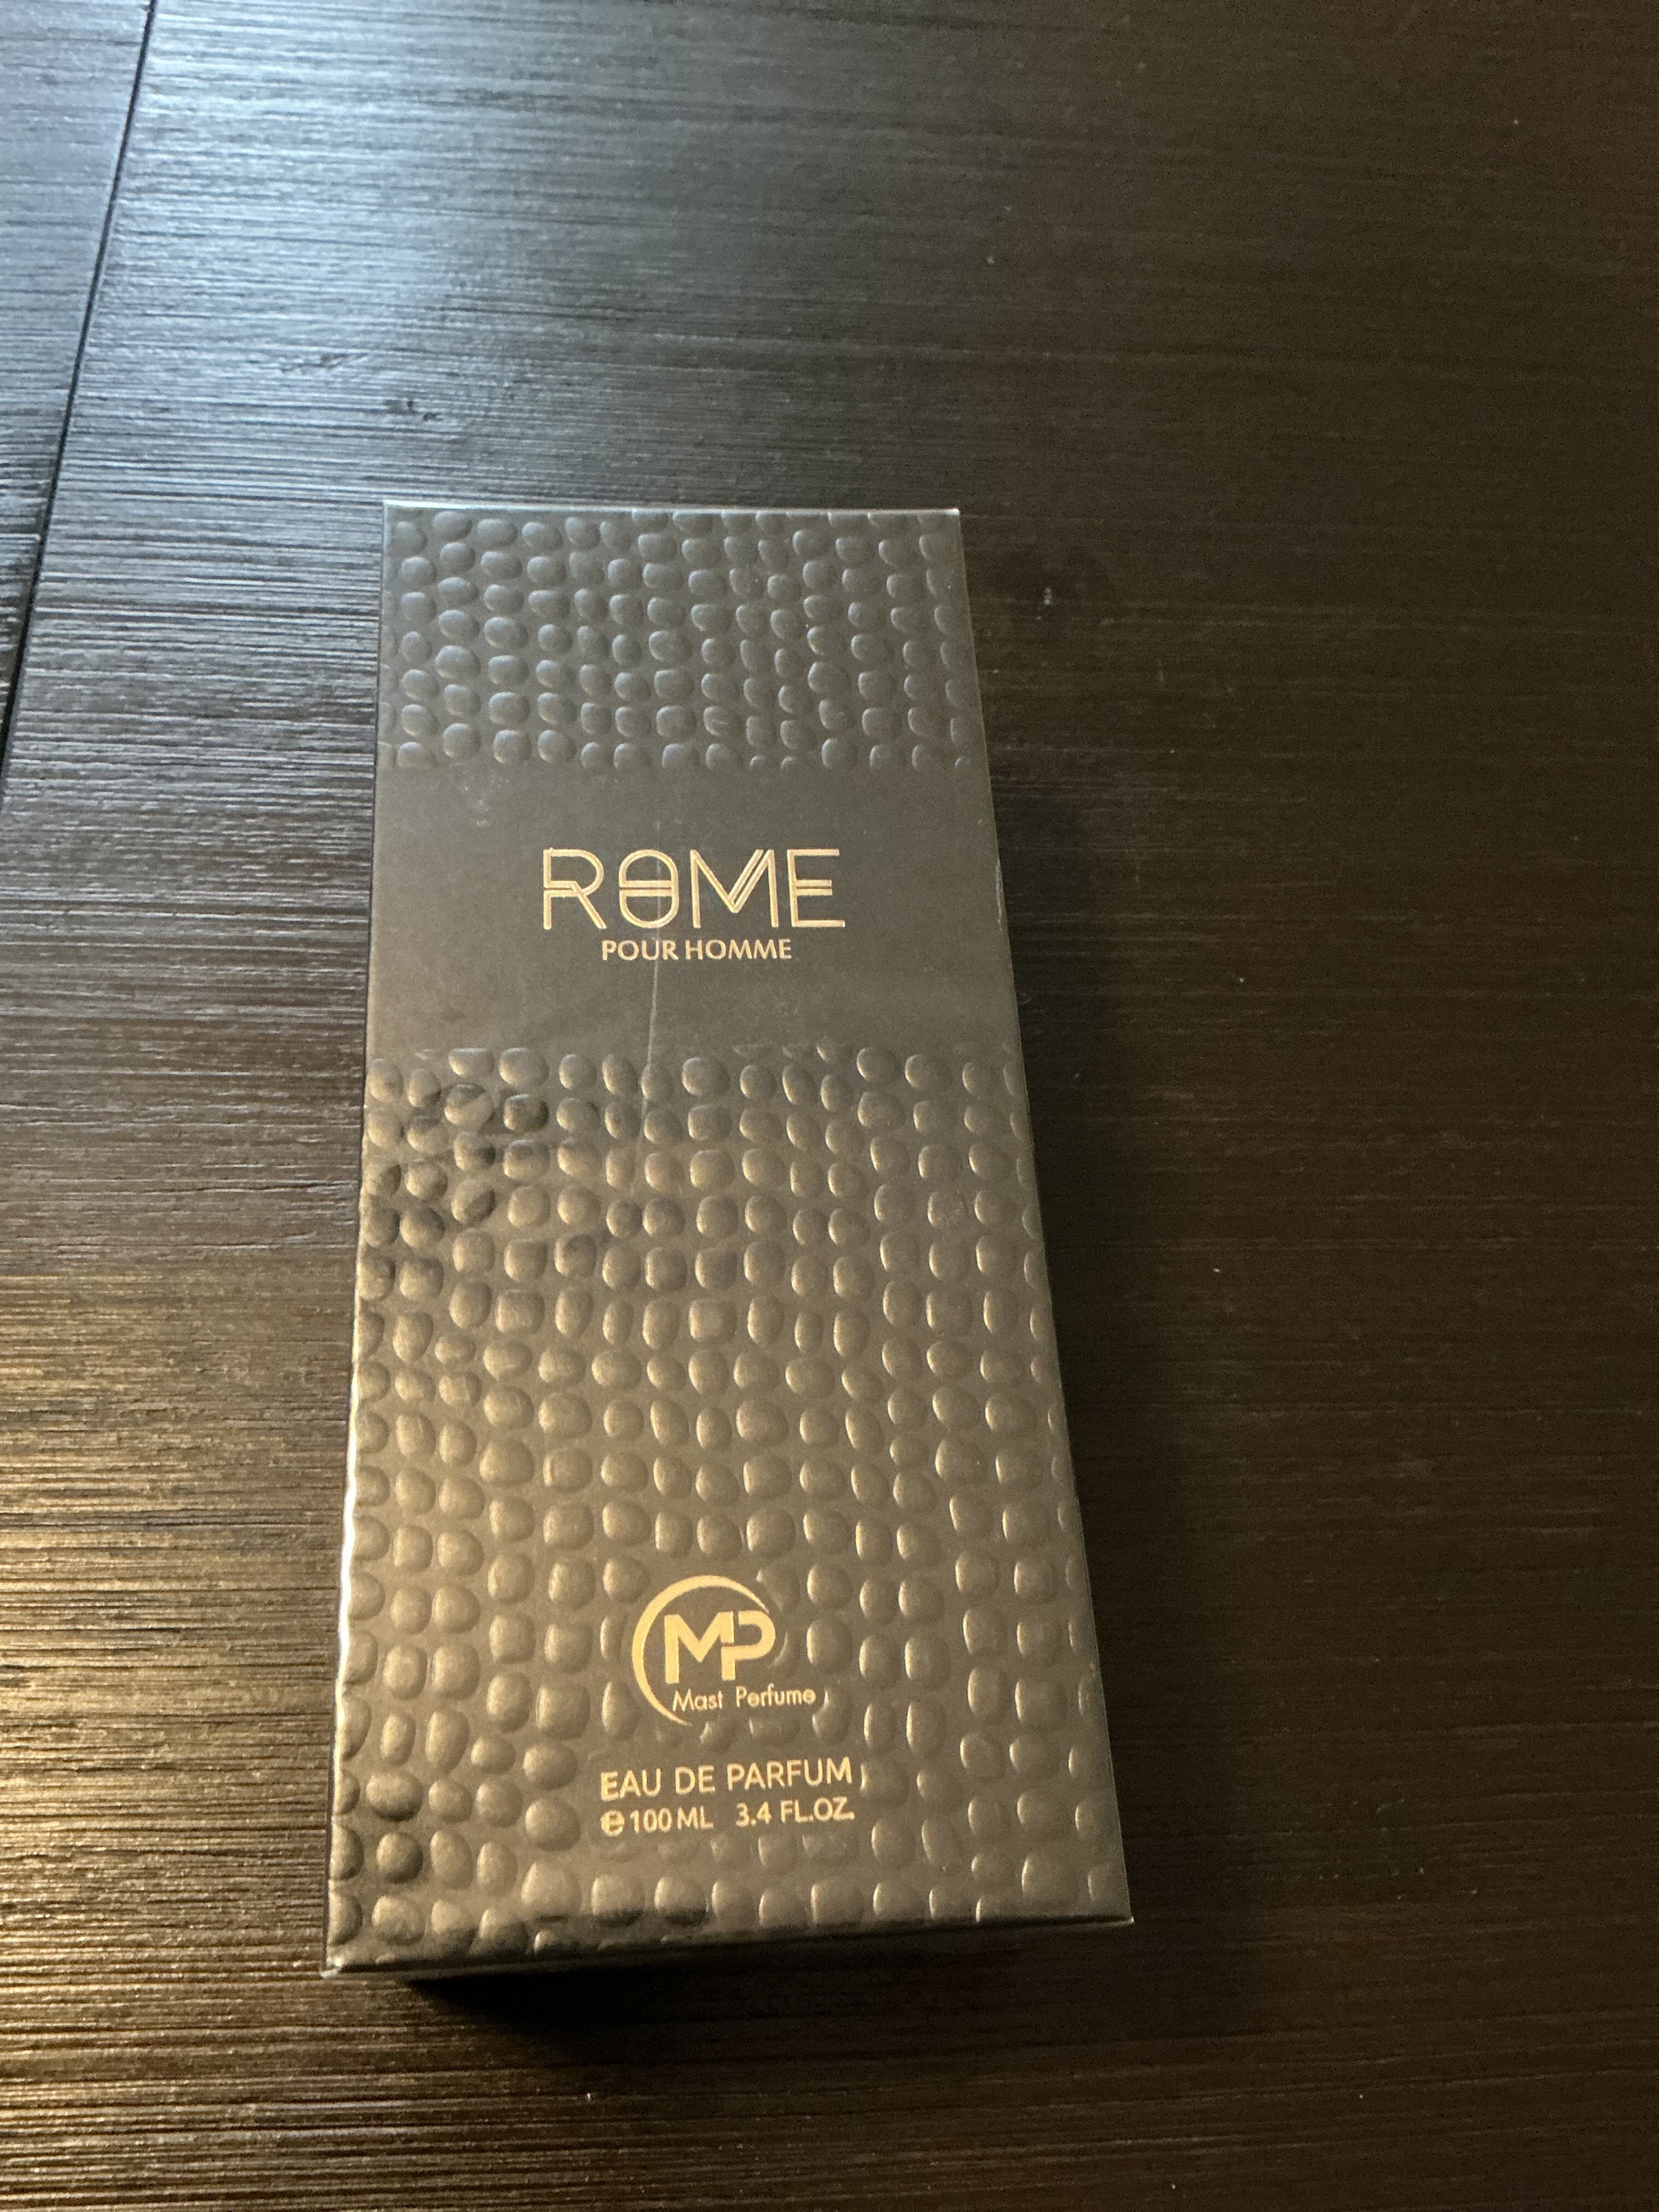 ROME
POUR HOMME
MP
Mast Perfume
EAU DE PARFUM
℮ 100 ML 3.4 FL.OZ.